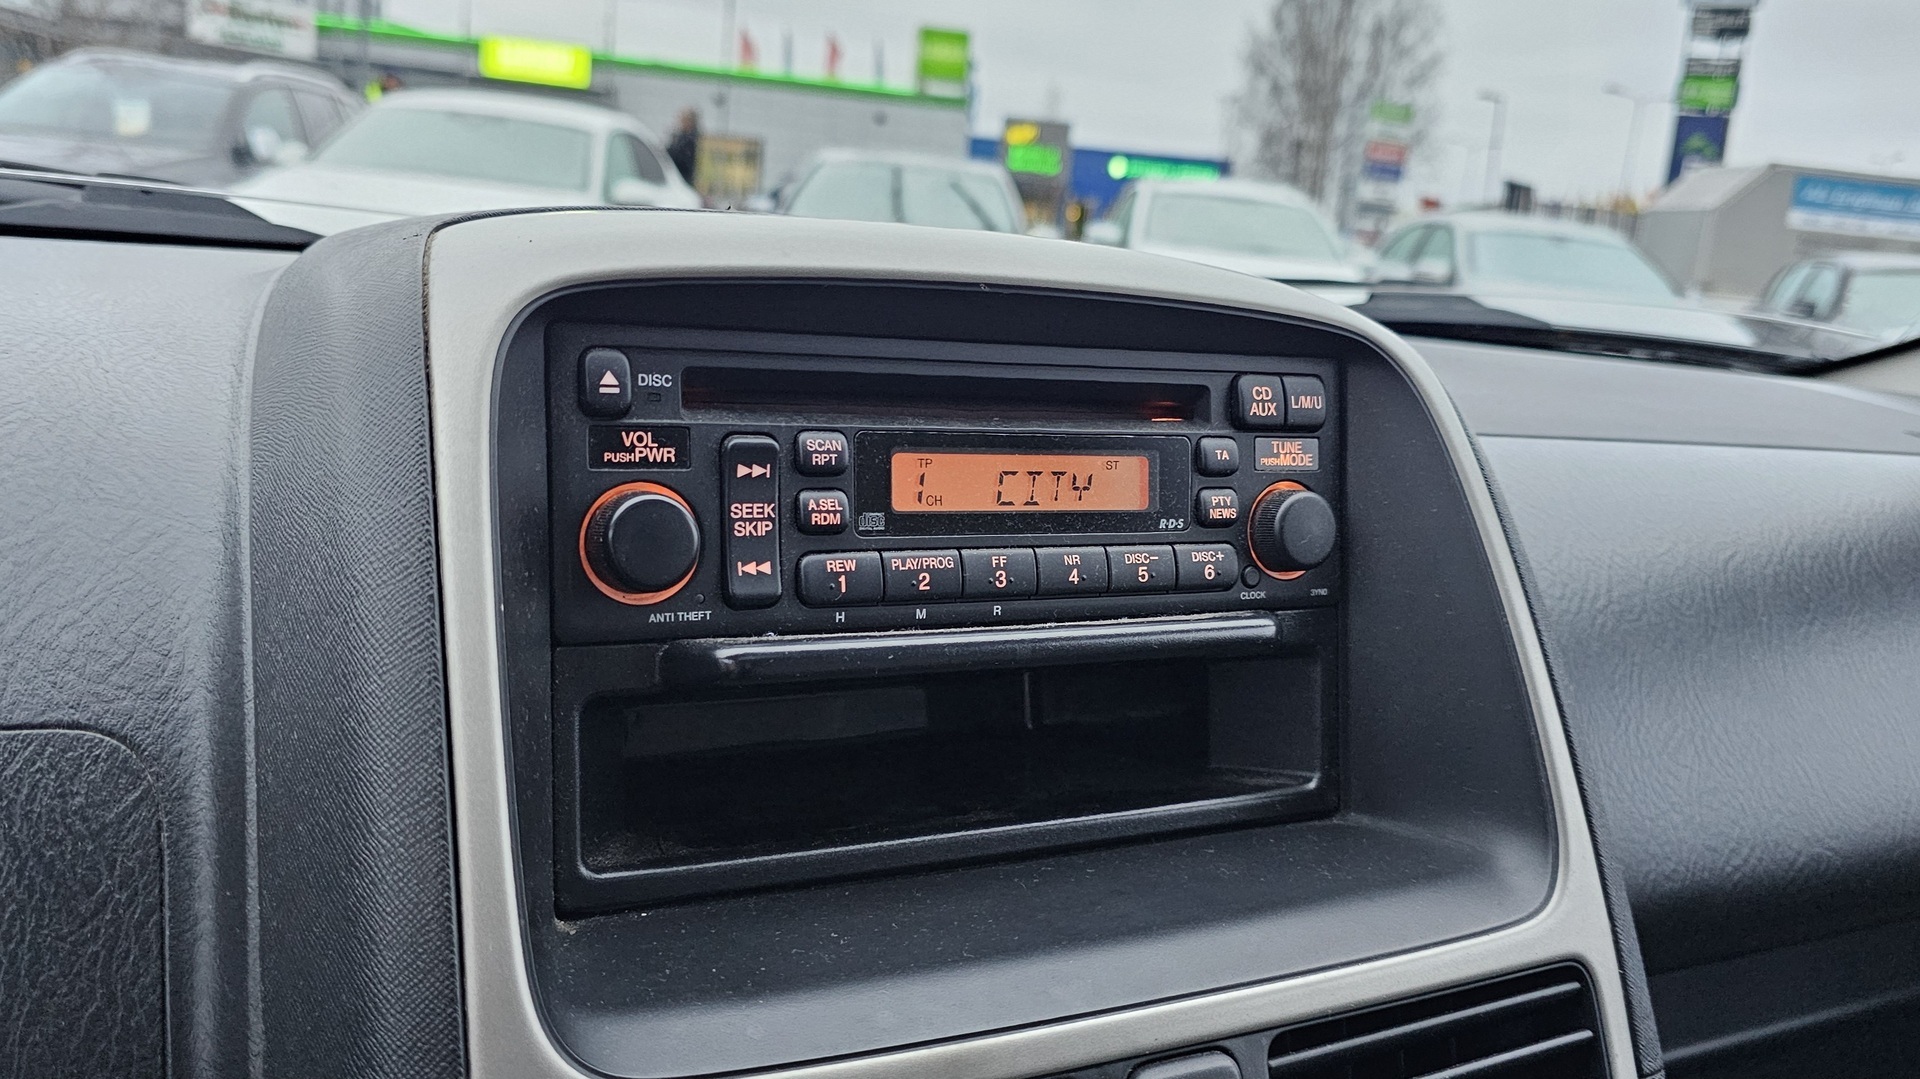 DISC
CD
AUX
L/M/U
VOL
PUSH PWR
SCAN
RPT
TP
ST
1 CH
CITY
TA
TUNE
PUSH MODE
SEEK
SKIP
A.SEL
RDM
disc
R·D·S
PTY
NEWS
REW
1
PLAY/PROG
2
FF
3
NR
4
DISC−
5
DISC+
6
ANTI THEFT
H
M
R
CLOCK
3YN0